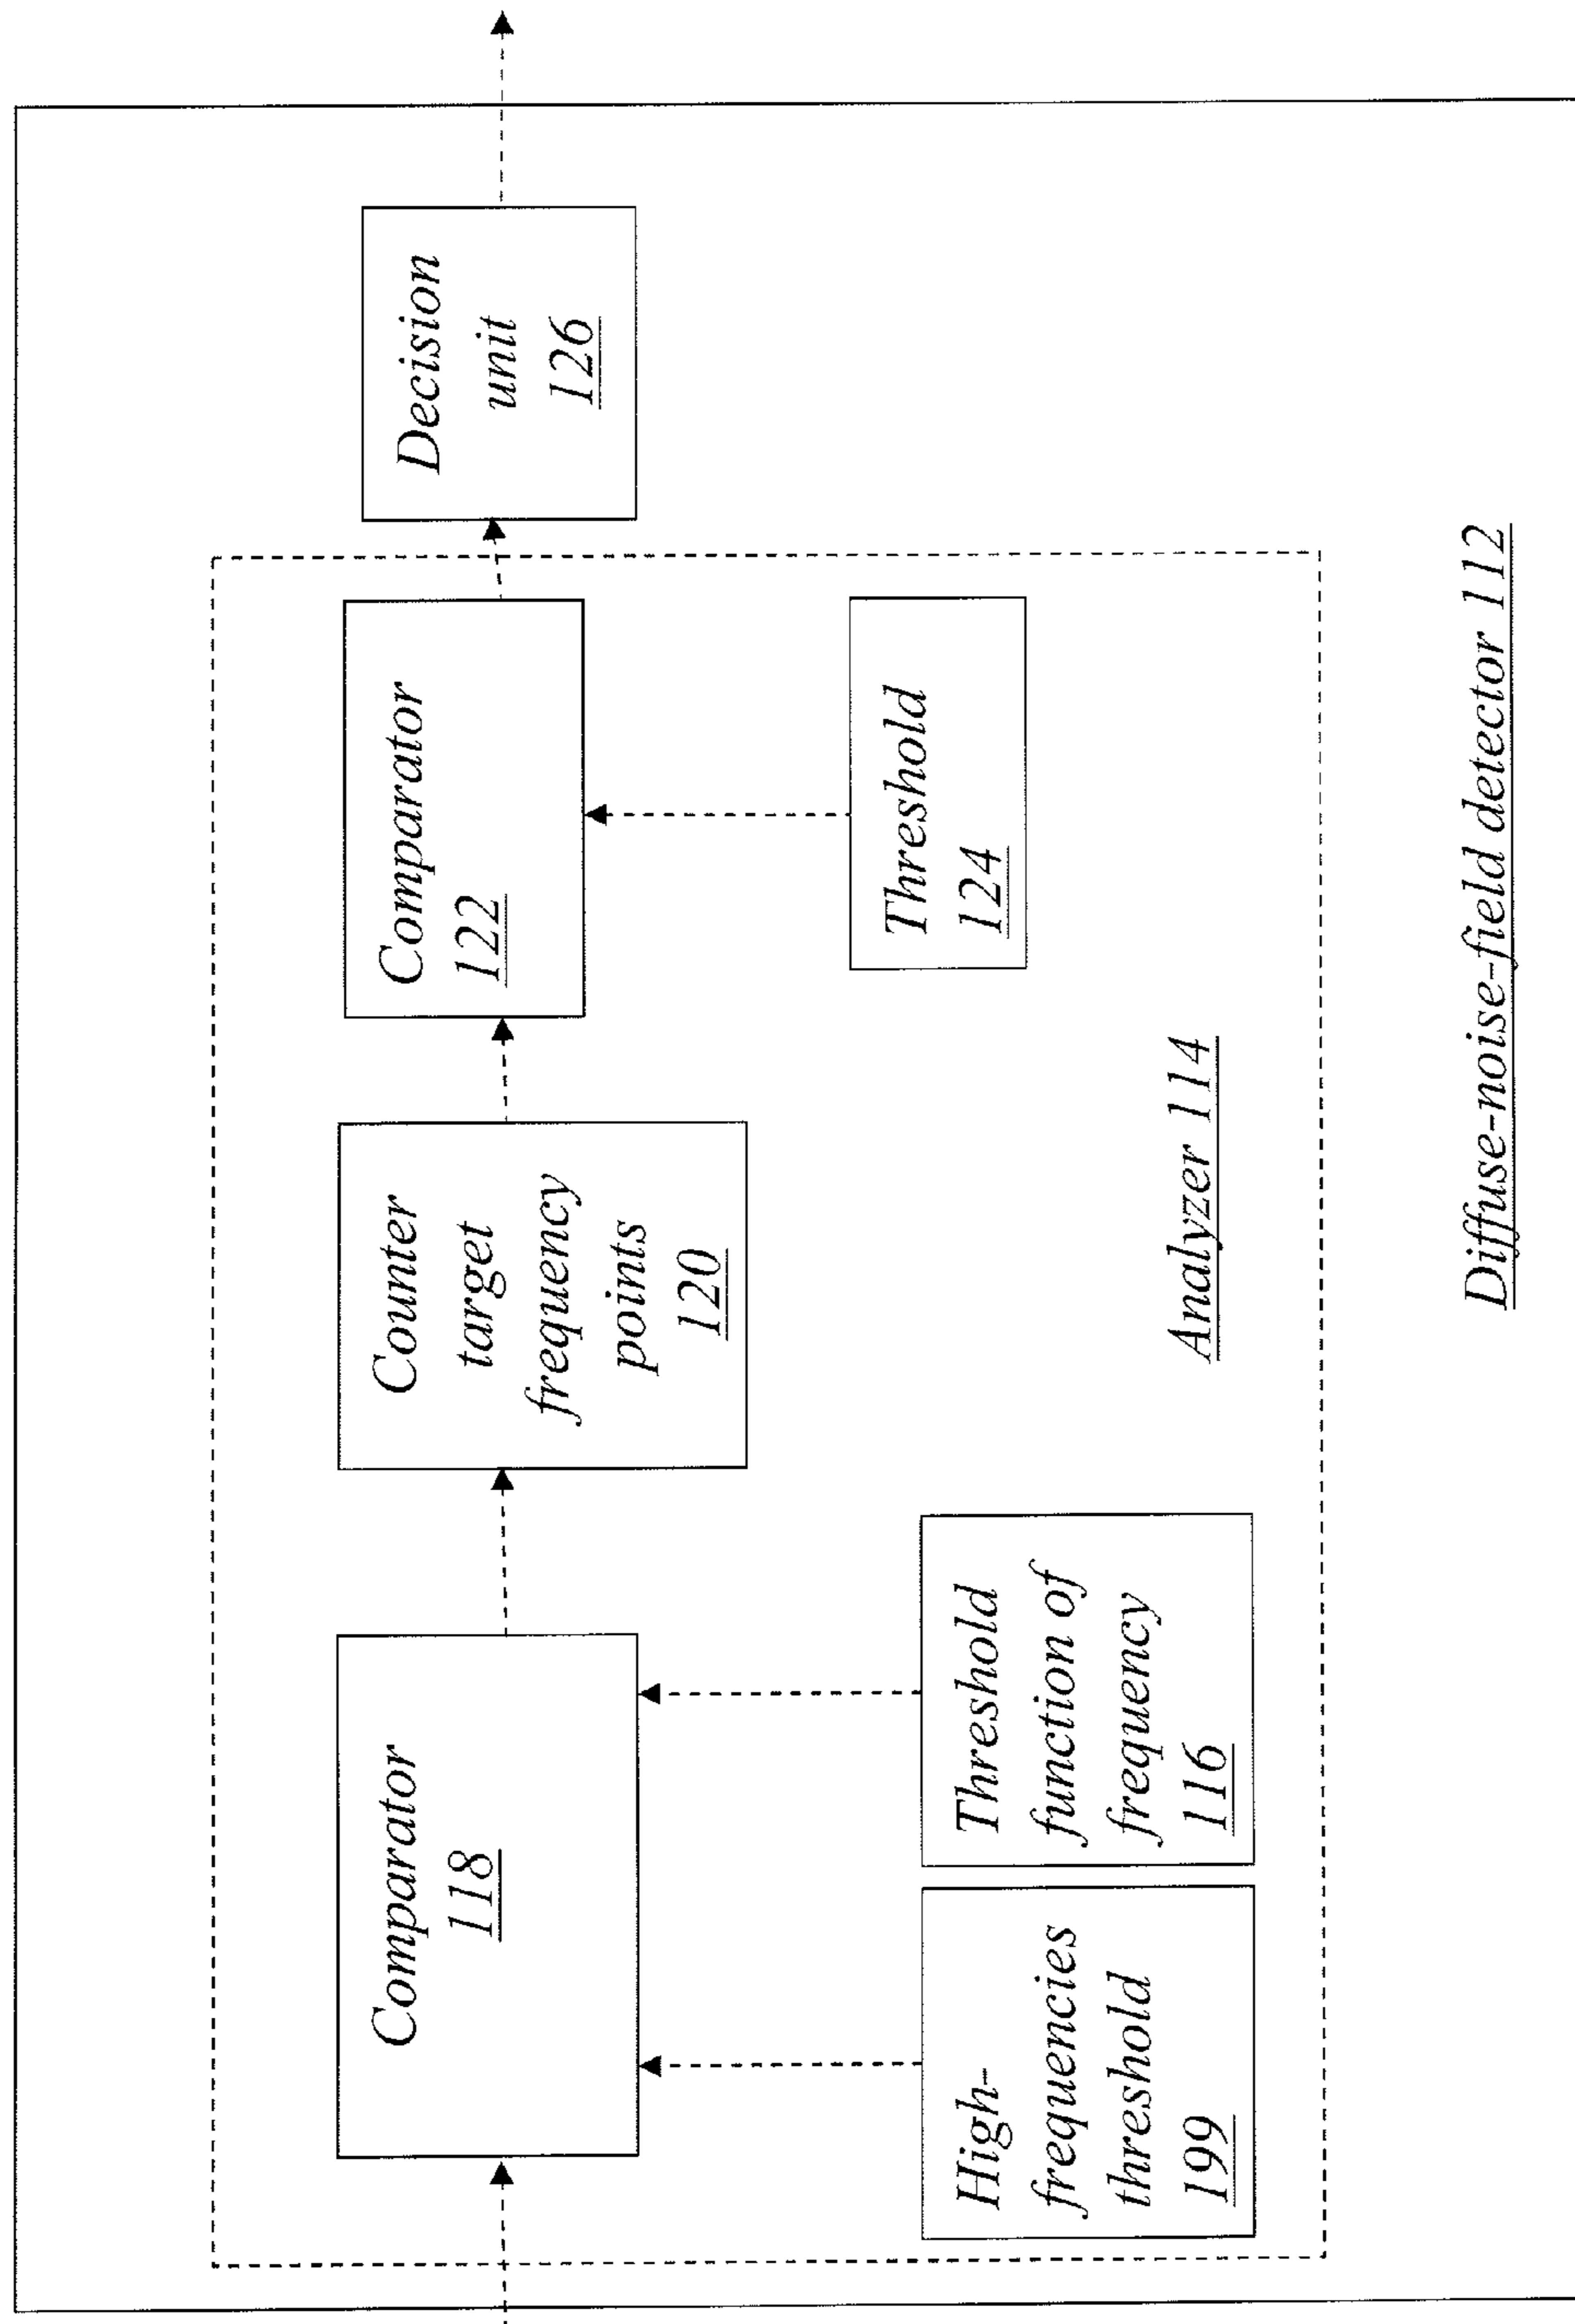 Comparator
118
Counter
target
frequency
points
120
Comparator
122
Decision
unit
126
High-
frequencies
threshold
199
Threshold
function of
frequency
116
Threshold
124
Analyzer 114
Diffuse-noise-field detector 112